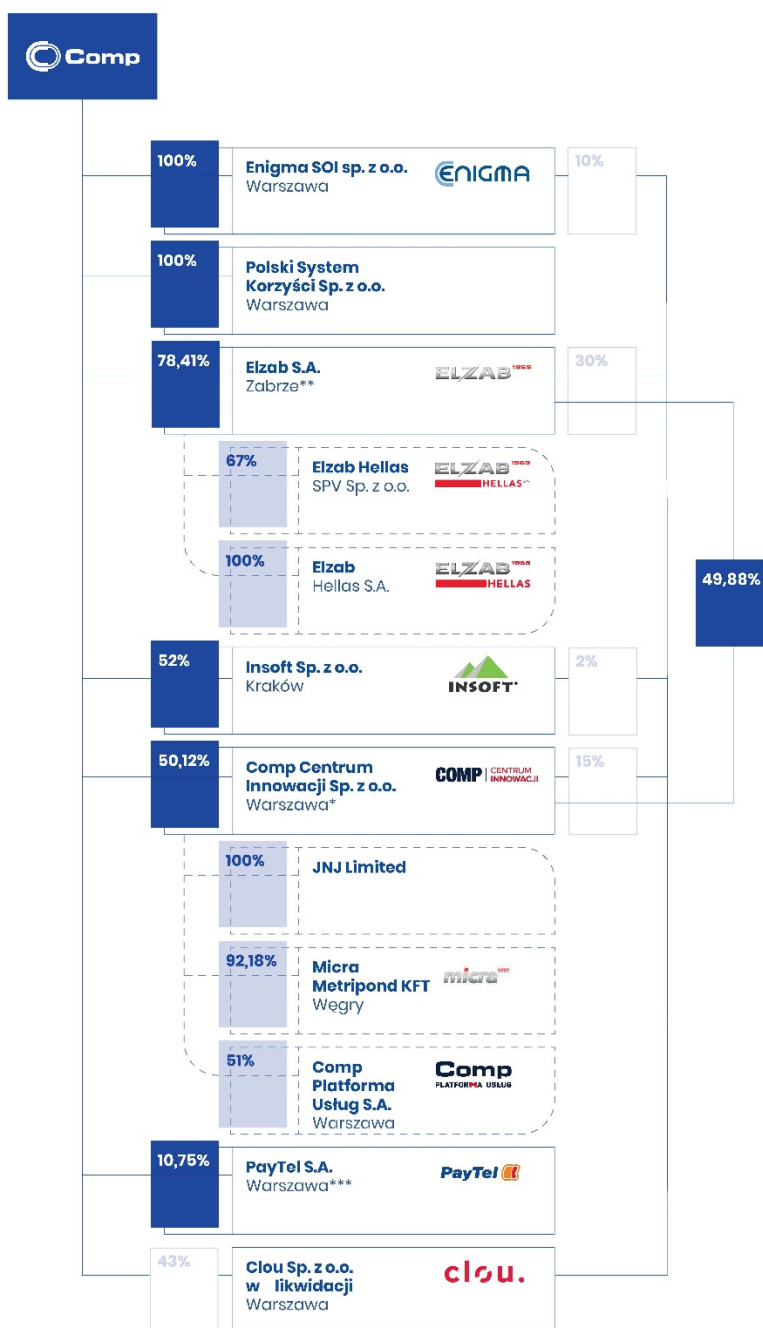 Comp
100%
Enigma SOI sp. z o.o.
Warszawa
ENIGMA
10%
100%
Polski System
Korzyści Sp. z o.o.
Warszawa
78,41%
Elzab S.A.
Zabrze**
ELZAB 1969
30%
67%
Elzab Hellas
SPV Sp. z o.o.
ELZAB 1969
HELLAS
100%
Elzab
Hellas S.A.
ELZAB 1969
HELLAS
49,88%
52%
Insoft Sp. z o.o.
Kraków
INSOFT
2%
50,12%
Comp Centrum
Innowacji Sp. z o.o.
Warszawa*
COMP CENTRUM
INNOWACJI
15%
100%
JNJ Limited
92,18%
Micra
Metripond KFT
Węgry
micra
51%
Comp
Platforma
Usług S.A.
Warszawa
Comp
PLATFORMA USŁUG
10,75%
PayTel S.A.
Warszawa***
PayTel
43%
Clou Sp. z o.o.
w likwidacji
Warszawa
clou.